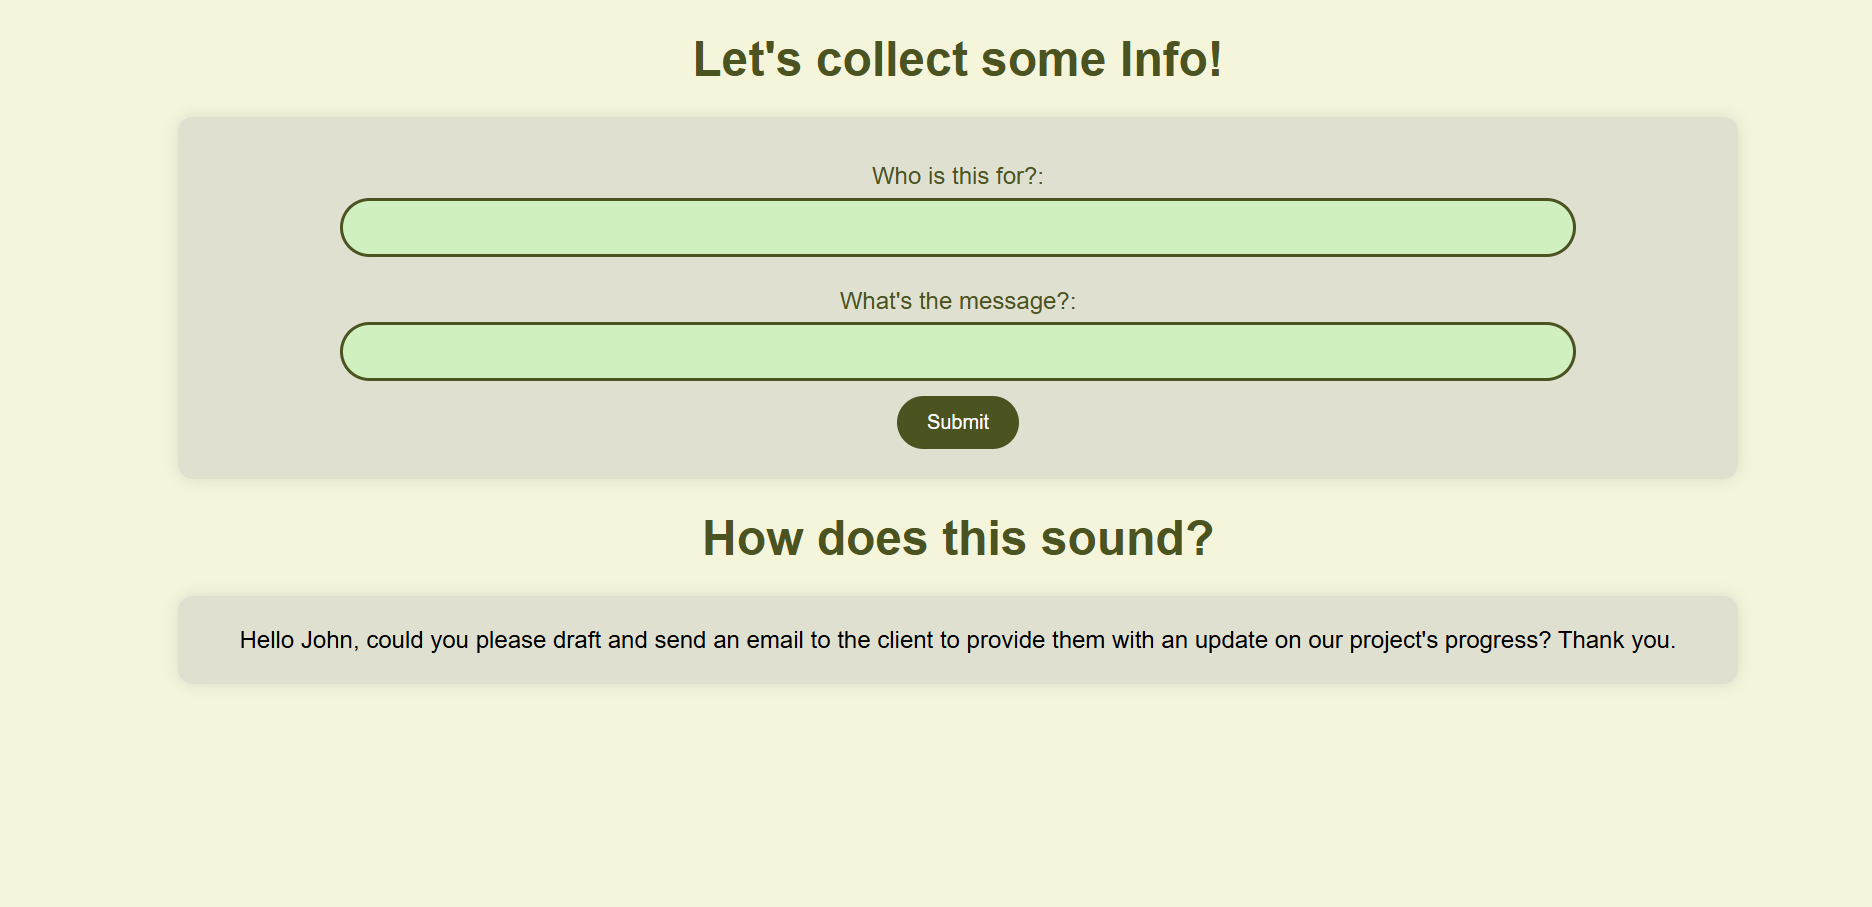 Let's collect some Info!
Who is this for?:
What's the message?:
Submit
How does this sound?
Hello John, could you please draft and send an email to the client to provide them with an update on our project's progress? Thank you.